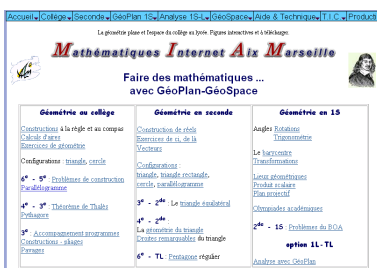 Accueil Collège Seconde GéoPlan 1S Analyse 1S-L GéoSpace Aide & Technique T.I.C. Producti
La géométrie plane et l'espace du collège au lycée. Figures interactives et à télécharger.
Mathématiques Internet Aix Marseille
Faire des mathématiques ...
avec GéoPlan-GéoSpace
Géométrie au collège
Constructions à la règle et au compas
Calculs d'aires
Exercices de géométrie
Configurations : triangle, cercle
6e - 5e : Problèmes de construction
Parallélogramme
4e - 3e : Théorème de Thalès
Pythagore
3e : Accompagnement programmes
Constructions - pliages
Pavages
Géométrie en seconde
Construction de réels
Exercices de ci, de là
Vecteurs
Configurations :
triangle, triangle rectangle,
cercle, parallélogramme
3e - 2de : Le triangle équilatéral
4e - 2de :
La géométrie du triangle
Droites remarquables du triangle
6e - TL : Pentagone régulier
Géométrie en 1S
Angles Rotations
Trigonométrie
Le barycentre
Transformations
Lieux géométriques
Produit scalaire
Plan projectif
Olympiades académiques
2de - 1S : Problèmes du BOA
option 1L-TL
Analyse avec GéoPlan